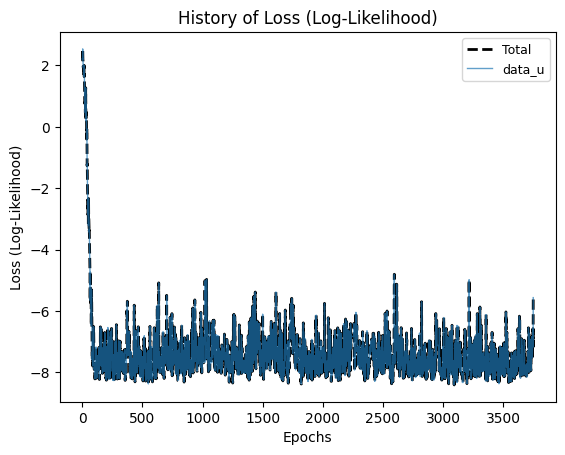 History of Loss (Log-Likelihood)
Total
data_u
Loss (Log-Likelihood)
2
0
−2
−4
−6
−8
0 500 1000 1500 2000 2500 3000 3500
Epochs